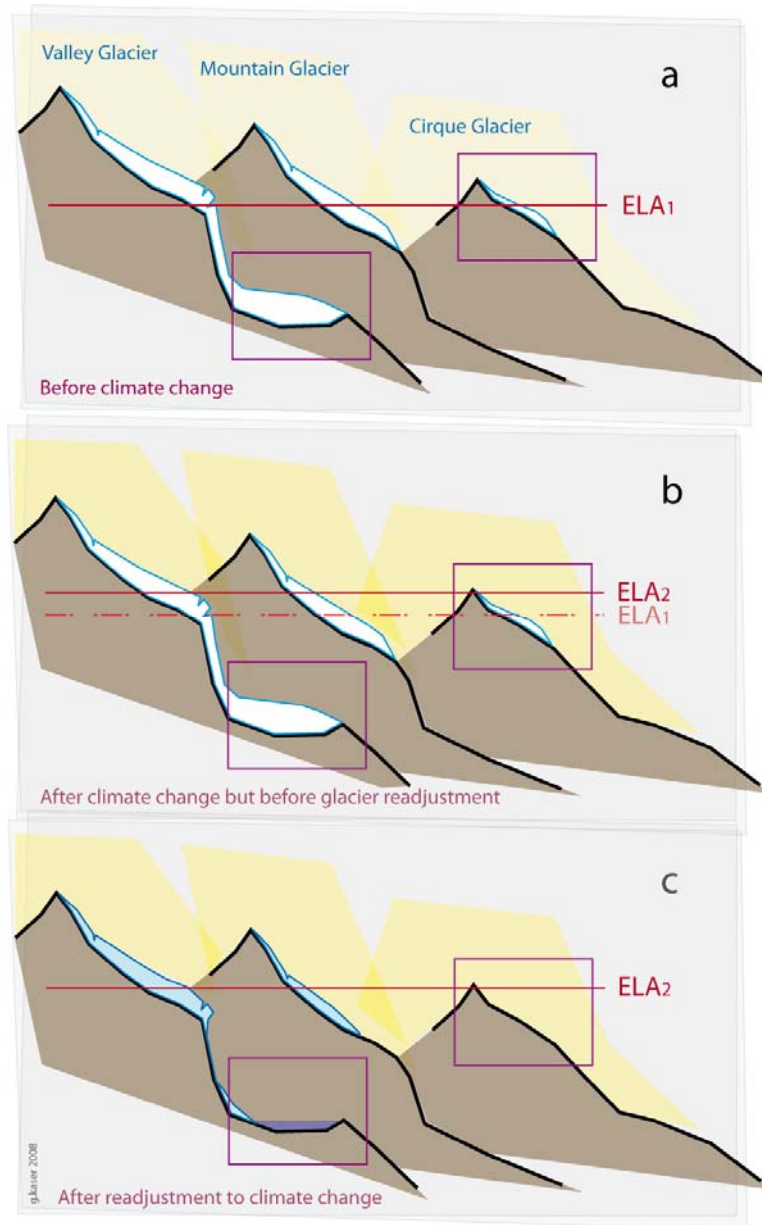 Valley Glacier
Mountain Glacier
a
Cirque Glacier
ELA1
Before climate change
b
ELA2
ELA1
After climate change but before glacier readjustment
c
ELA2
g.kaser 2008
After readjustment to climate change